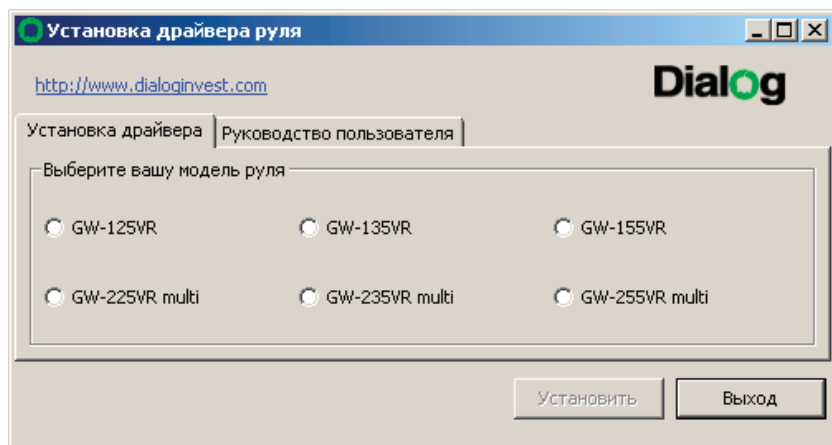 Установка драйвера руля
http://www.dialoginvest.com
Dialog
Установка драйвера Руководство пользователя
Выберите вашу модель руля
GW-125VR GW-135VR GW-155VR
GW-225VR multi GW-235VR multi GW-255VR multi
Установить Выход